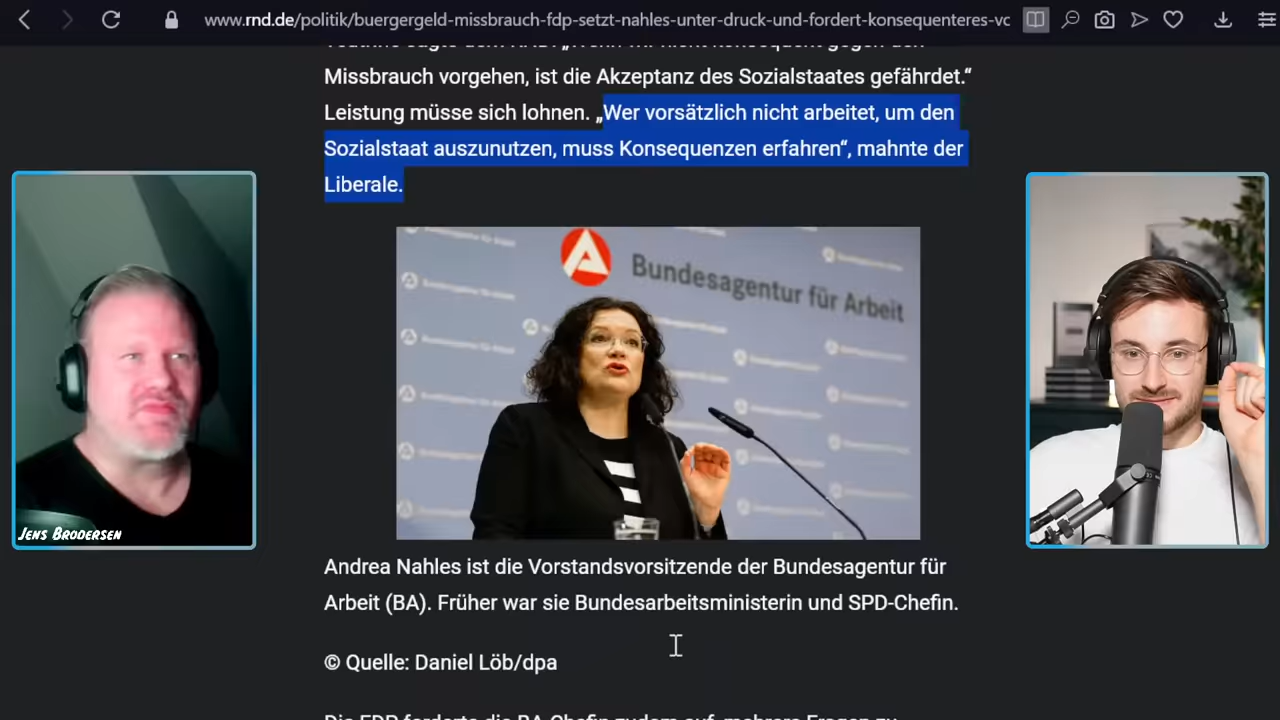 www.rnd.de/politik/buergergeld-missbrauch-fdp-setzt-nahles-unter-druck-und-fordert-konsequenteres-vc
Missbrauch vorgehen, ist die Akzeptanz des Sozialstaates gefährdet.“
Leistung müsse sich lohnen. „Wer vorsätzlich nicht arbeitet, um den
Sozialstaat auszunutzen, muss Konsequenzen erfahren“, mahnte der
Liberale.
Bundesagentur für Arbeit
JENS BRODERSEN
Andrea Nahles ist die Vorstandsvorsitzende der Bundesagentur für
Arbeit (BA). Früher war sie Bundesarbeitsministerin und SPD-Chefin.
© Quelle: Daniel Löb/dpa